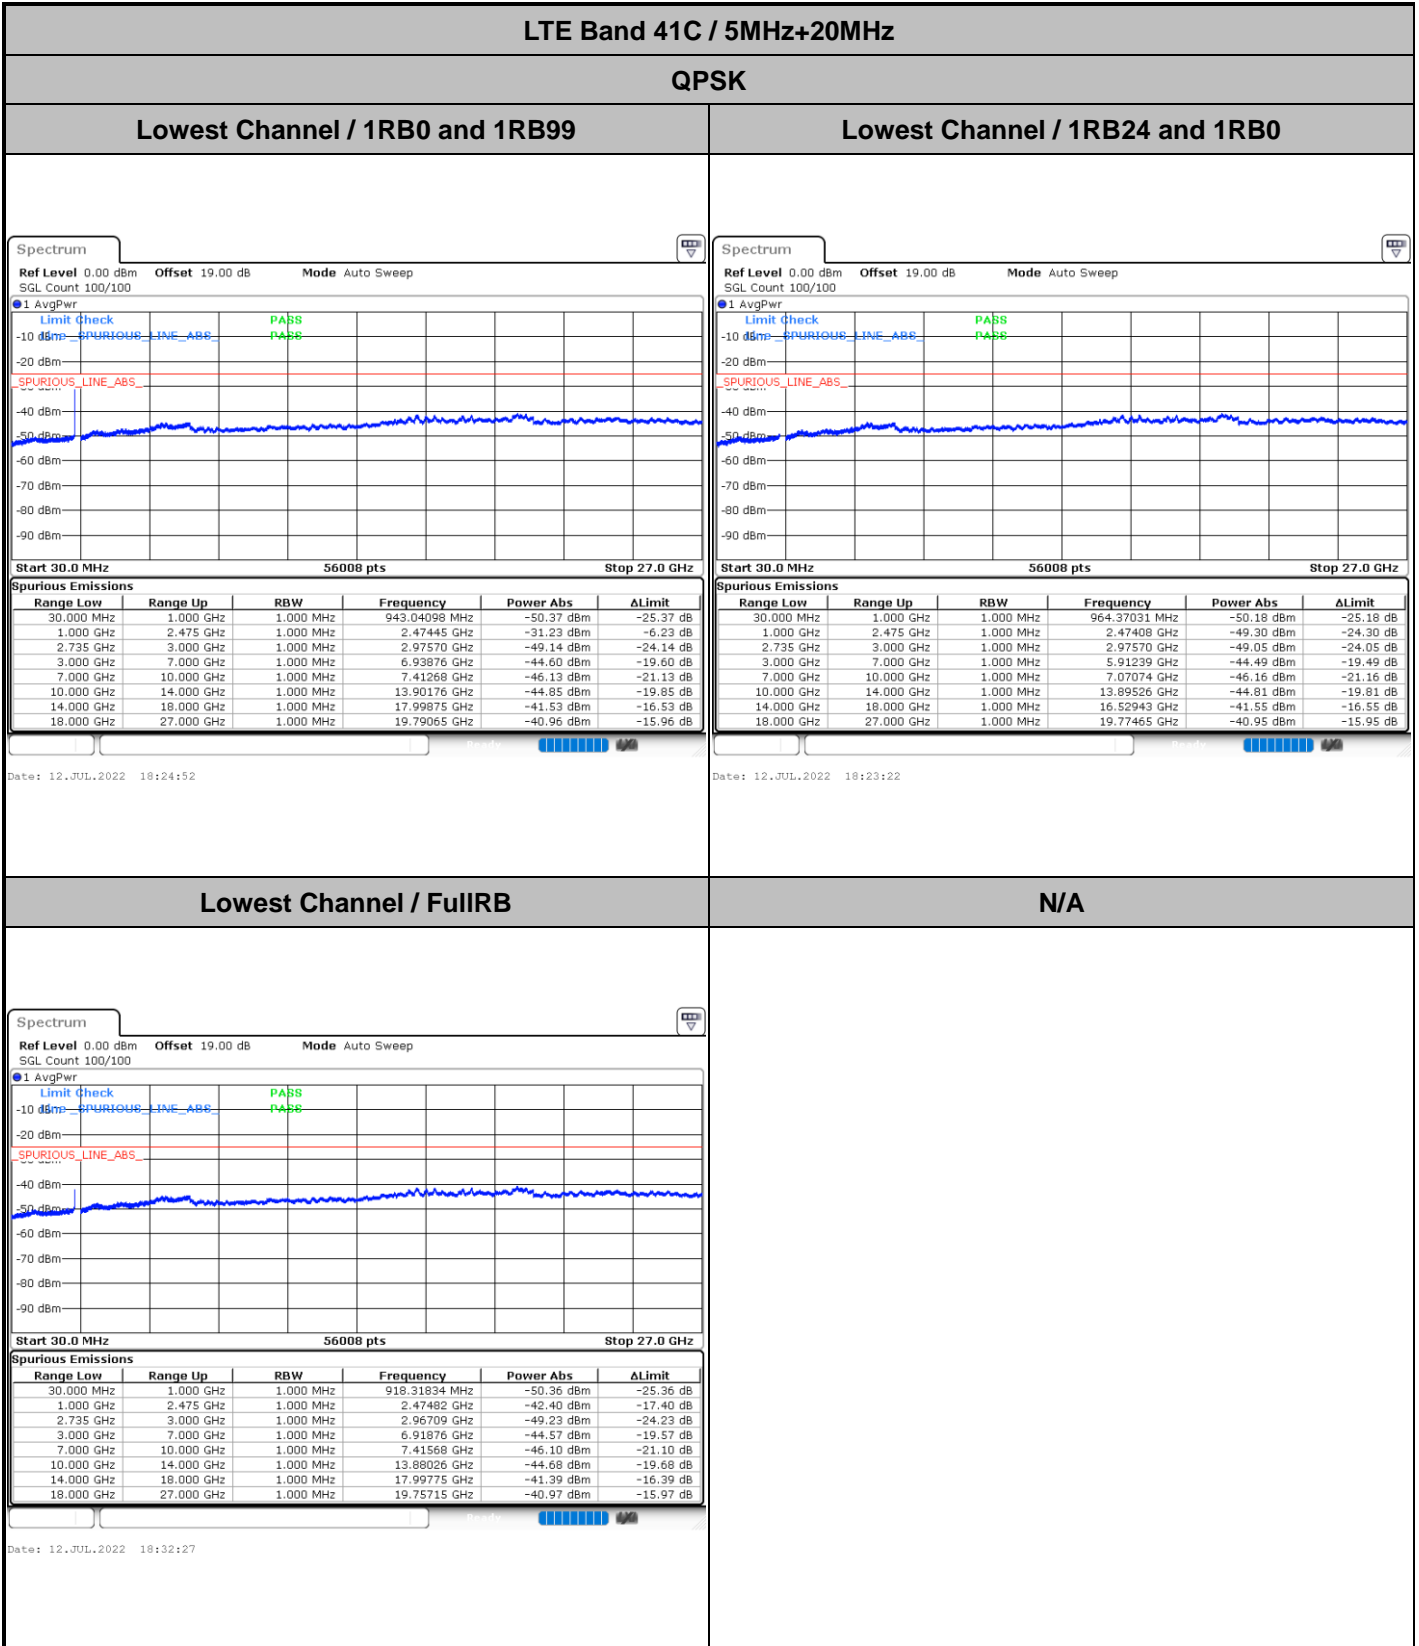 LTE Band 41C / 5MHz+20MHz
QPSK
Lowest Channel / 1RB0 and 1RB99
Lowest Channel / 1RB24 and 1RB0
Spectrum
Ref Level 0.00 dBm Offset 19.00 dB Mode Auto Sweep
SGL Count 100/100
1 AvgPwr
Limit Check PASS
Line _SPURIOUS_LINE_ABS_ PASS
-10 dBm
-20 dBm
_SPURIOUS_LINE_ABS_
-40 dBm
-50 dBm
-60 dBm
-70 dBm
-80 dBm
-90 dBm
Start 30.0 MHz 56008 pts Stop 27.0 GHz
Spurious Emissions
Range Low Range Up RBW Frequency Power Abs ΔLimit
30.000 MHz 1.000 GHz 1.000 MHz 943.04098 MHz -50.37 dBm -25.37 dB
1.000 GHz 2.475 GHz 1.000 MHz 2.47445 GHz -31.23 dBm -6.23 dB
2.735 GHz 3.000 GHz 1.000 MHz 2.97570 GHz -49.14 dBm -24.14 dB
3.000 GHz 7.000 GHz 1.000 MHz 6.93876 GHz -44.60 dBm -19.60 dB
7.000 GHz 10.000 GHz 1.000 MHz 7.41268 GHz -46.13 dBm -21.13 dB
10.000 GHz 14.000 GHz 1.000 MHz 13.90176 GHz -44.85 dBm -19.85 dB
14.000 GHz 18.000 GHz 1.000 MHz 17.99875 GHz -41.53 dBm -16.53 dB
18.000 GHz 27.000 GHz 1.000 MHz 19.79065 GHz -40.96 dBm -15.96 dB
Ready
Date: 12.JUL.2022 18:24:52
Spectrum
Ref Level 0.00 dBm Offset 19.00 dB Mode Auto Sweep
SGL Count 100/100
1 AvgPwr
Limit Check PASS
Line _SPURIOUS_LINE_ABS_ PASS
-10 dBm
-20 dBm
_SPURIOUS_LINE_ABS_
-40 dBm
-50 dBm
-60 dBm
-70 dBm
-80 dBm
-90 dBm
Start 30.0 MHz 56008 pts Stop 27.0 GHz
Spurious Emissions
Range Low Range Up RBW Frequency Power Abs ΔLimit
30.000 MHz 1.000 GHz 1.000 MHz 964.37031 MHz -50.18 dBm -25.18 dB
1.000 GHz 2.475 GHz 1.000 MHz 2.47408 GHz -49.30 dBm -24.30 dB
2.735 GHz 3.000 GHz 1.000 MHz 2.97570 GHz -49.05 dBm -24.05 dB
3.000 GHz 7.000 GHz 1.000 MHz 5.91239 GHz -44.49 dBm -19.49 dB
7.000 GHz 10.000 GHz 1.000 MHz 7.07074 GHz -46.16 dBm -21.16 dB
10.000 GHz 14.000 GHz 1.000 MHz 13.89526 GHz -44.81 dBm -19.81 dB
14.000 GHz 18.000 GHz 1.000 MHz 16.52943 GHz -41.55 dBm -16.55 dB
18.000 GHz 27.000 GHz 1.000 MHz 19.77465 GHz -40.95 dBm -15.95 dB
Ready
Date: 12.JUL.2022 18:23:22
Lowest Channel / FullRB
N/A
Spectrum
Ref Level 0.00 dBm Offset 19.00 dB Mode Auto Sweep
SGL Count 100/100
1 AvgPwr
Limit Check PASS
Line _SPURIOUS_LINE_ABS_ PASS
-10 dBm
-20 dBm
_SPURIOUS_LINE_ABS_
-40 dBm
-50 dBm
-60 dBm
-70 dBm
-80 dBm
-90 dBm
Start 30.0 MHz 56008 pts Stop 27.0 GHz
Spurious Emissions
Range Low Range Up RBW Frequency Power Abs ΔLimit
30.000 MHz 1.000 GHz 1.000 MHz 918.31834 MHz -50.36 dBm -25.36 dB
1.000 GHz 2.475 GHz 1.000 MHz 2.47482 GHz -42.40 dBm -17.40 dB
2.735 GHz 3.000 GHz 1.000 MHz 2.96709 GHz -49.23 dBm -24.23 dB
3.000 GHz 7.000 GHz 1.000 MHz 6.91876 GHz -44.57 dBm -19.57 dB
7.000 GHz 10.000 GHz 1.000 MHz 7.41568 GHz -46.10 dBm -21.10 dB
10.000 GHz 14.000 GHz 1.000 MHz 13.88026 GHz -44.68 dBm -19.68 dB
14.000 GHz 18.000 GHz 1.000 MHz 17.99775 GHz -41.39 dBm -16.39 dB
18.000 GHz 27.000 GHz 1.000 MHz 19.75715 GHz -40.97 dBm -15.97 dB
Ready
Date: 12.JUL.2022 18:32:27